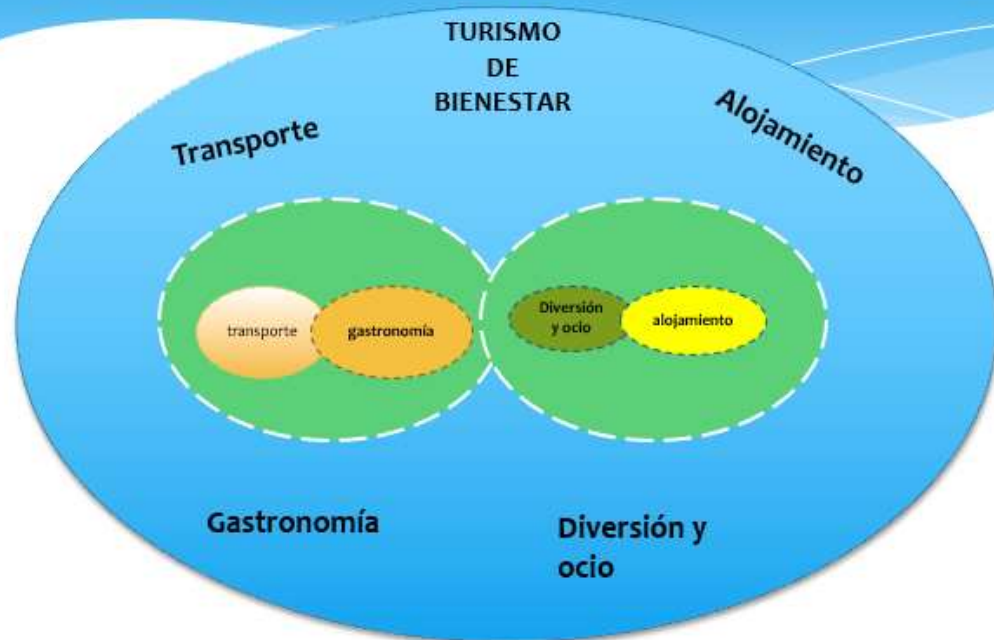 TURISMO
DE
BIENESTAR
Transporte
Alojamiento
transporte
gastronomía
Diversión
y ocio
alojamiento
Gastronomía
Diversión y
ocio